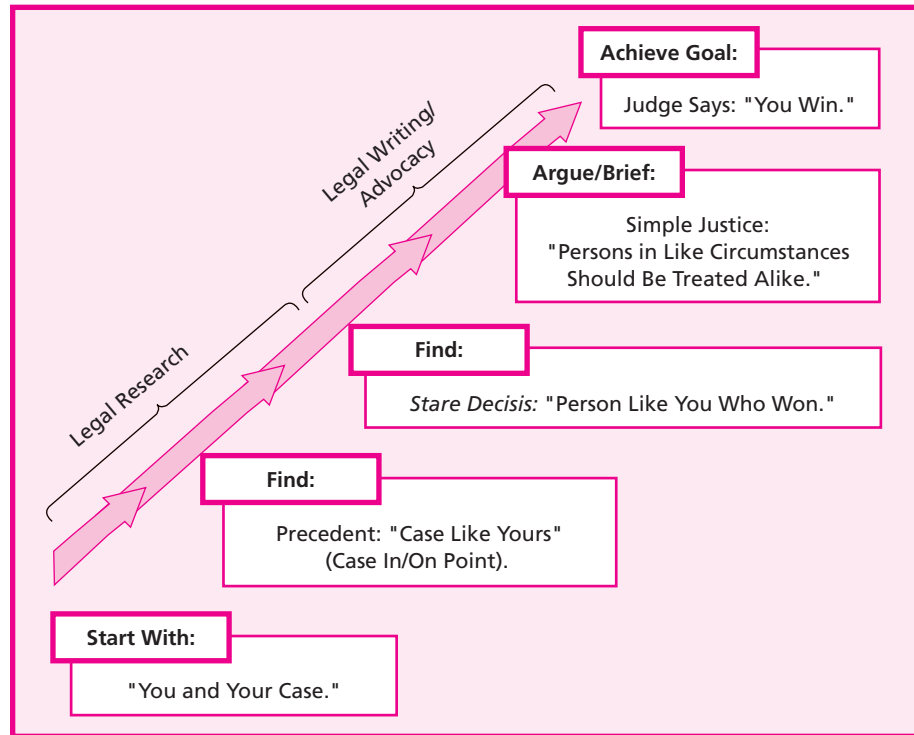 Achieve Goal:
Judge Says: "You Win."
Legal Writing/
Advocacy
Argue/Brief:
Simple Justice:
"Persons in Like Circumstances
Should Be Treated Alike."
Find:
Stare Decisis: "Person Like You Who Won."
Legal Research
Find:
Precedent: "Case Like Yours"
(Case In/On Point).
Start With:
"You and Your Case."